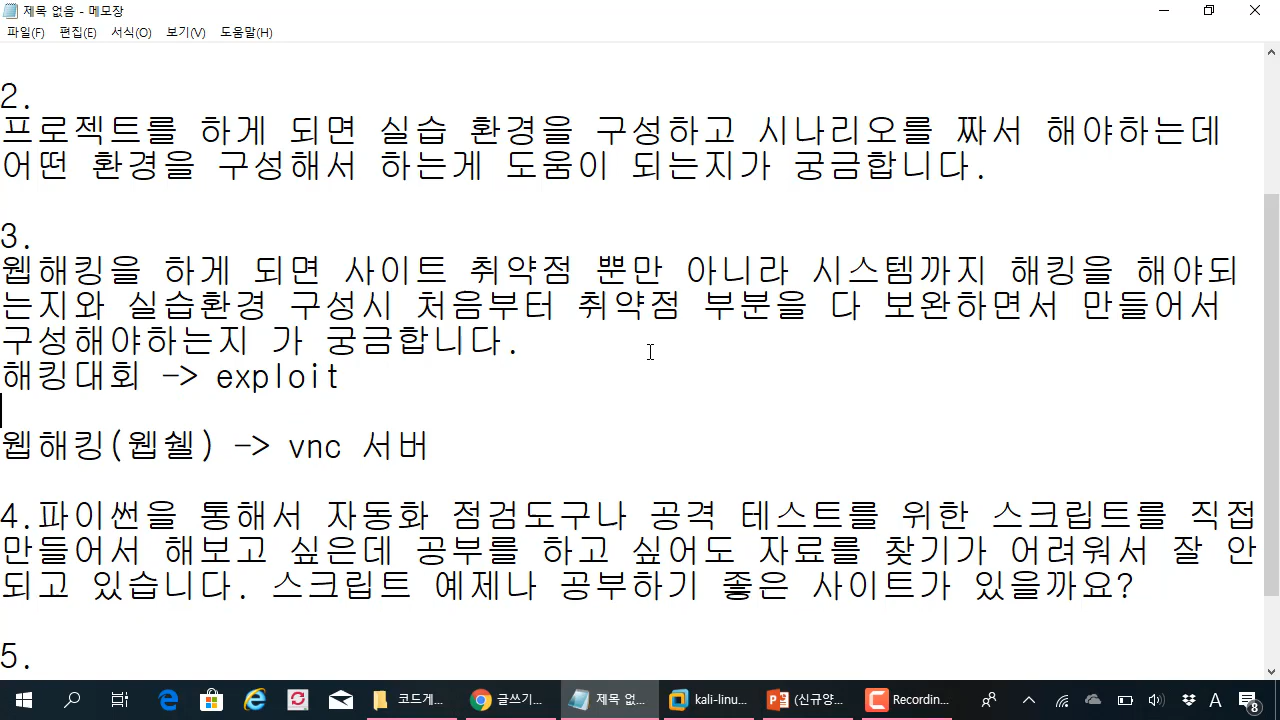 제목 없음 - 메모장
파일(F) 편집(E) 서식(O) 보기(V) 도움말(H)
2.
프로젝트를 하게 되면 실습 환경을 구성하고 시나리오를 짜서 해야하는데
어떤 환경을 구성해서 하는게 도움이 되는지가 궁금합니다.
3.
웹해킹을 하게 되면 사이트 취약점 뿐만 아니라 시스템까지 해킹을 해야되
는지와 실습환경 구성시 처음부터 취약점 부분을 다 보완하면서 만들어서
구성해야하는지 가 궁금합니다.
해킹대회 -> exploit
웹해킹(웹쉘) -> vnc 서버
4.파이썬을 통해서 자동화 점검도구나 공격 테스트를 위한 스크립트를 직접
만들어서 해보고 싶은데 공부를 하고 싶어도 자료를 찾기가 어려워서 잘 안
되고 있습니다. 스크립트 예제나 공부하기 좋은 사이트가 있을까요?
5.
코드게... 글쓰기... 제목 없... kali-linu... (신규양... Recordin... A 8